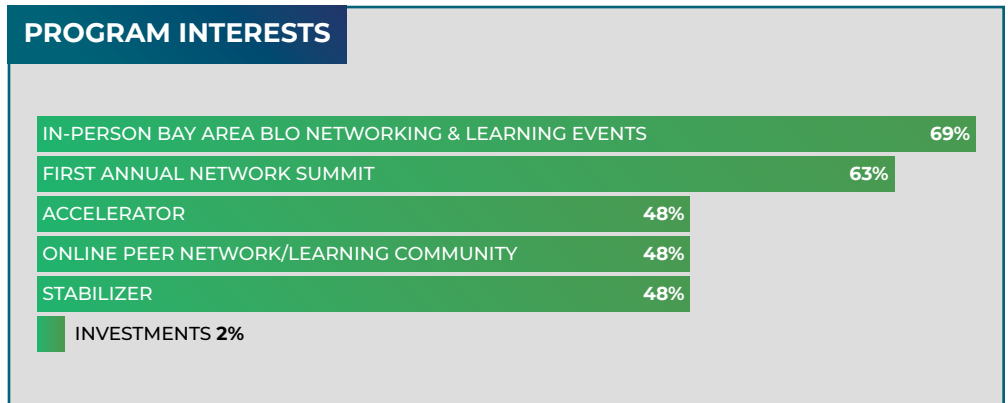 PROGRAM INTERESTS
IN-PERSON BAY AREA BLO NETWORKING & LEARNING EVENTS 69%
FIRST ANNUAL NETWORK SUMMIT 63%
ACCELERATOR 48%
ONLINE PEER NETWORK/LEARNING COMMUNITY 48%
STABILIZER 48%
INVESTMENTS 2%